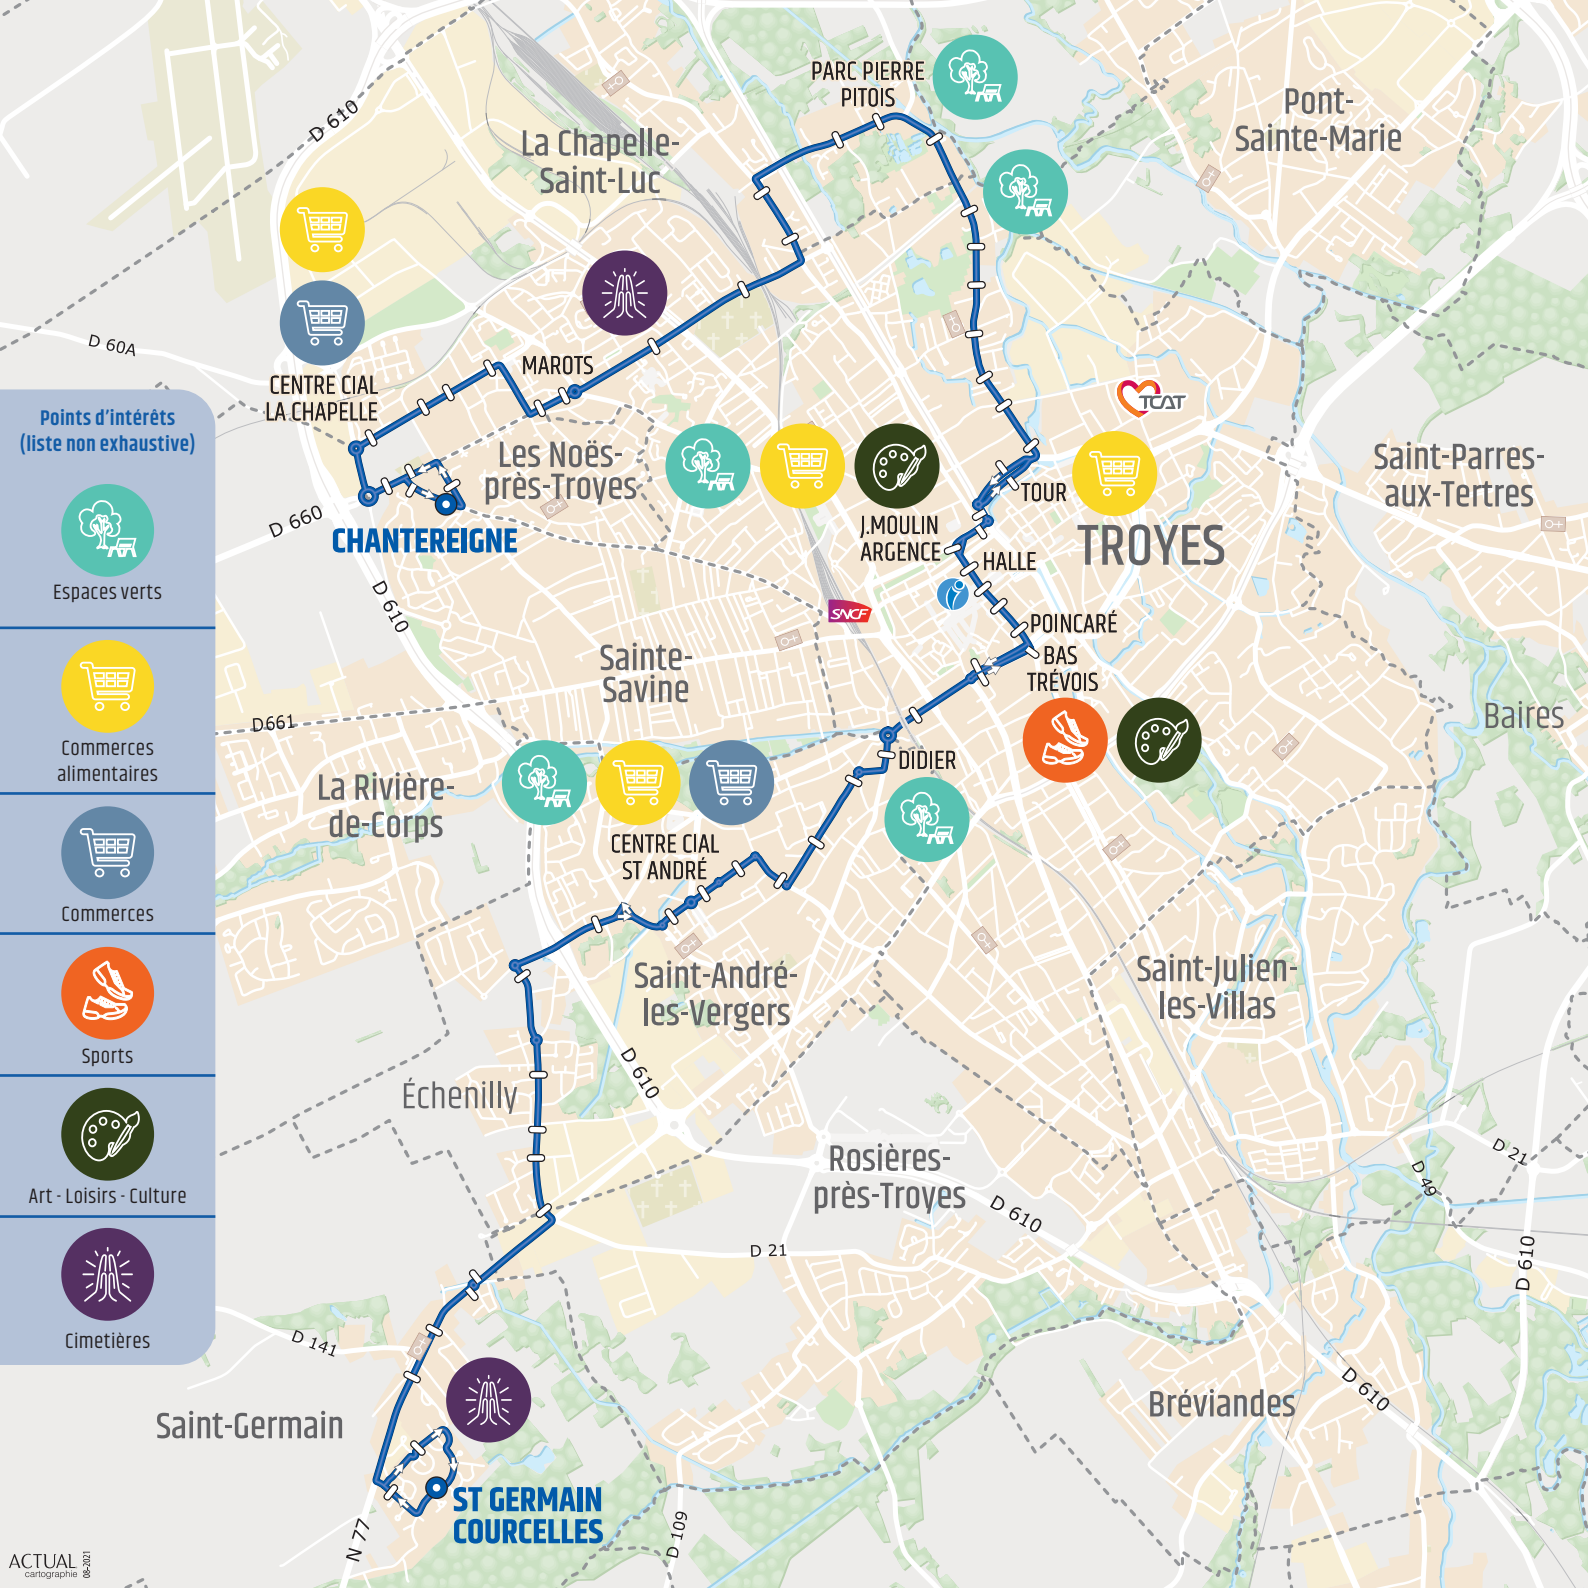 PARC PIERRE
PITOIS
Pont-
Sainte-Marie
D 610
La Chapelle-
Saint-Luc
D 60A
MAROTS
CENTRE CIAL
LA CHAPELLE
TCAT
Points d'intérêts
(liste non exhaustive)
Espaces verts
Commerces
alimentaires
Commerces
Sports
Art - Loisirs - Culture
Cimetières
Les Noës-
près-Troyes
Saint-Parres-
aux-Tertres
TOUR
D 660
CHANTEREIGNE
J.MOULIN
ARGENCE
TROYES
HALLE
D 610
SNCF
POINCARÉ
BAS
TRÉVOIS
Sainte-
Savine
D661
Baires
DIDIER
La Rivière-
de-Corps
CENTRE CIAL
ST ANDRÉ
Saint-André-
les-Vergers
Saint-Julien-
les-Villas
D 610
Échenilly
Rosières-
près-Troyes
D 21
D 49
D 610
D 21
D 610
D 141
D 610
Bréviandes
Saint-Germain
ST GERMAIN
COURCELLES
N 77
D 109
ACTUAL
cartographie
08-2021